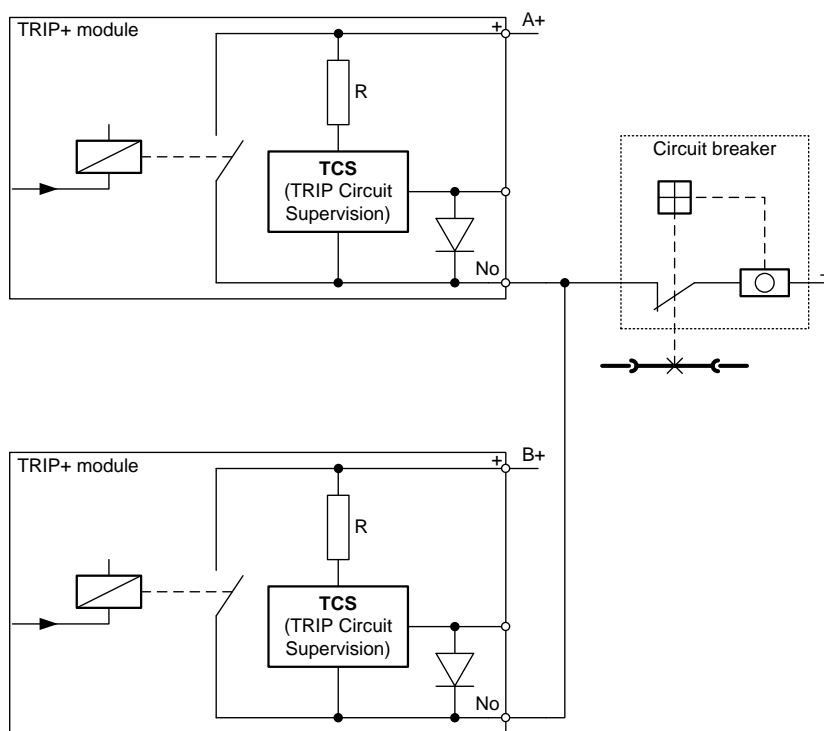 TRIP+ module
+
A+
R
TCS
(TRIP Circuit
Supervision)
No
Circuit breaker
-
TRIP+ module
+
B+
R
TCS
(TRIP Circuit
Supervision)
No